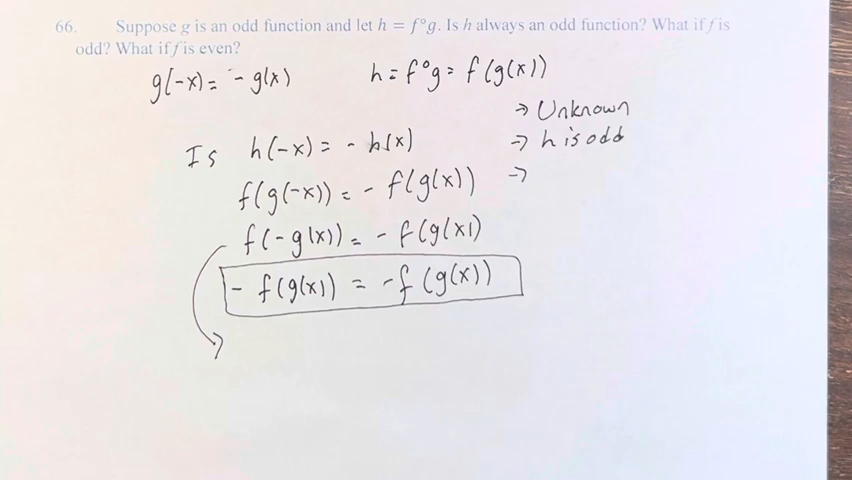 66. Suppose g is an odd function and let h = f°g. Is h always an odd function? What if f is
odd? What if f is even?
g(-x) = - g(x) h = f°g = f(g(x))
→ Unknown
Is h(-x) = - h(x) → h is odd
f(g(-x)) = - f(g(x)) →
f(-g(x)) = - f(g(x))
- f(g(x)) = -f(g(x))